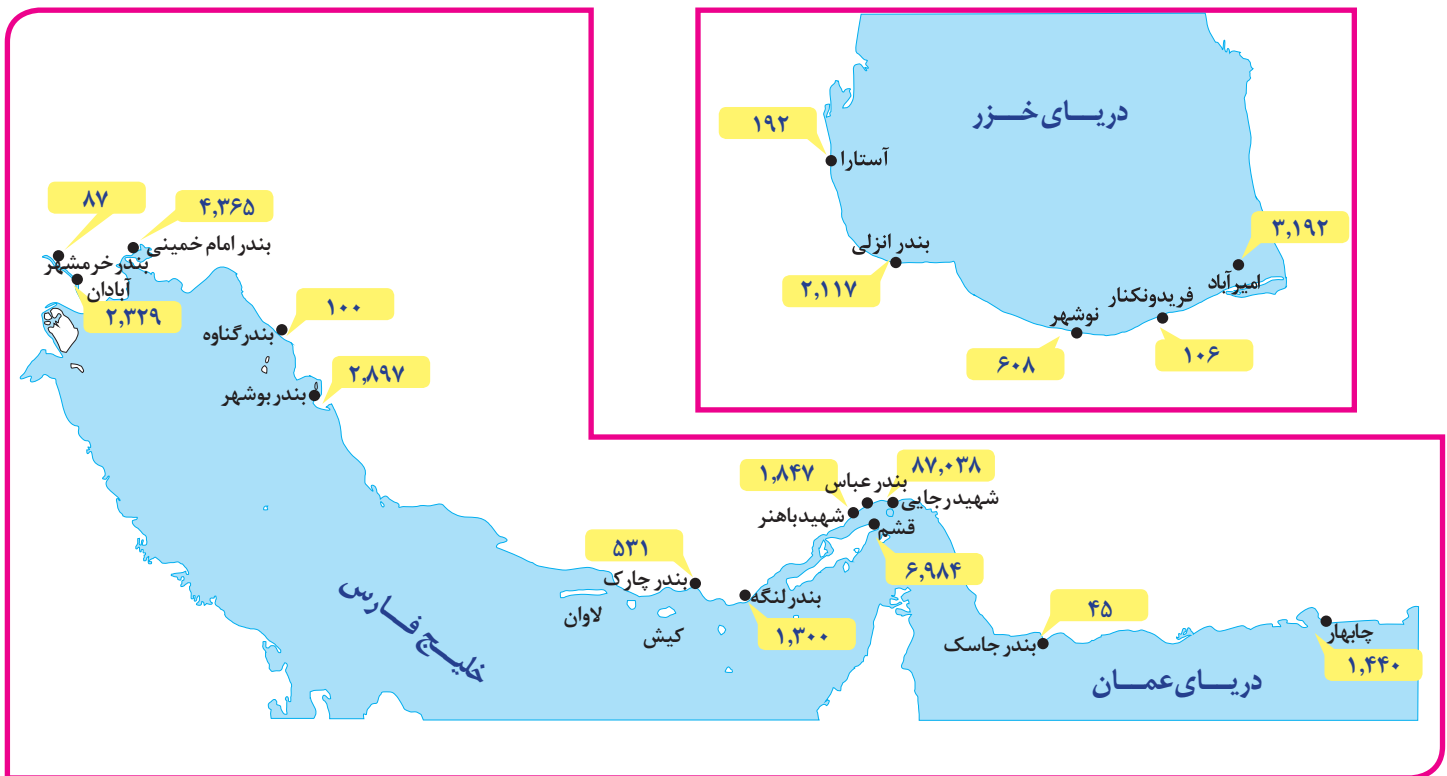 دریای خزر
۱۹۲
آستارا
بندر انزلی
۲,۱۱۷
نوشهر
۶۰۸
فریدونکنار
۱۰۶
۳,۱۹۲
امیرآباد
۸۷
بندر خرمشهر
۴,۳۶۵
بندر امام خمینی
آبادان
۲,۳۲۹
۱۰۰
بندر گناوه
۲,۸۹۷
بندر بوشهر
خلیج فارس
لاوان
کیش
۵۳۱
بندر چارک
بندر لنگه
۱,۳۰۰
۱,۸۴۷
شهید باهنر
بندر عباس
۸۷,۰۳۸
شهید رجایی
قشم
۶,۹۸۴
۴۵
بندر جاسک
دریای عمان
چابهار
۱,۴۴۰